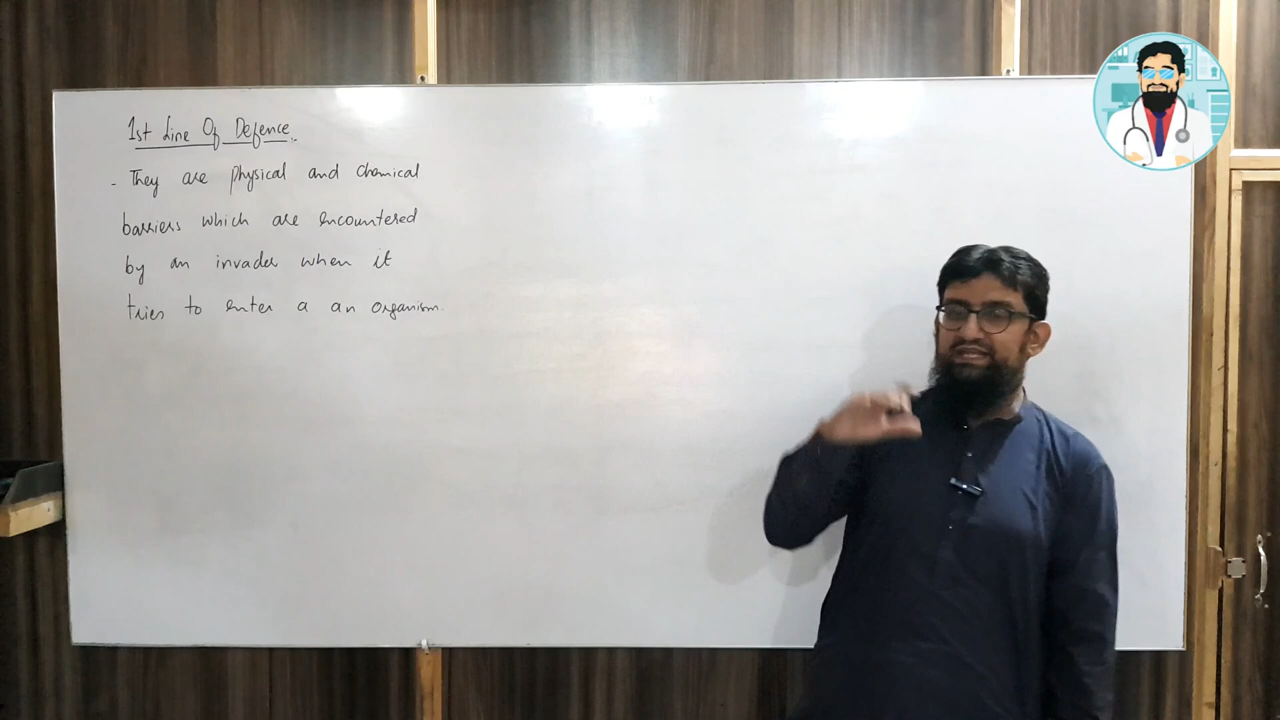 1st Line Of Defence..
- They are physical and chemical
barriers which are encountered
by an invader when it
tries to enter a an organism.